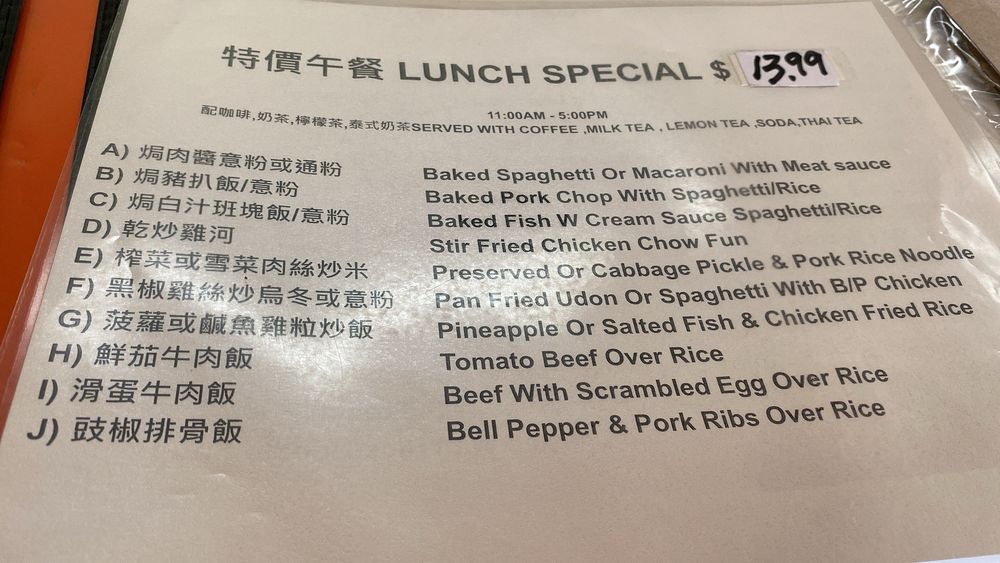 特價午餐 LUNCH SPECIAL $ 13.99
11:00AM - 5:00PM
配咖啡,奶茶,檸檬茶,泰式奶茶SERVED WITH COFFEE ,MILK TEA , LEMON TEA ,SODA,THAI TEA
A) 焗肉醬意粉或通粉 Baked Spaghetti Or Macaroni With Meat sauce
B) 焗豬扒飯/意粉 Baked Pork Chop With Spaghetti/Rice
C) 焗白汁班塊飯/意粉 Baked Fish W Cream Sauce Spaghetti/Rice
D) 乾炒雞河 Stir Fried Chicken Chow Fun
E) 榨菜或雪菜肉絲炒米 Preserved Or Cabbage Pickle & Pork Rice Noodle
F) 黑椒雞絲炒烏冬或意粉 Pan Fried Udon Or Spaghetti With B/P Chicken
G) 菠蘿或鹹魚雞粒炒飯 Pineapple Or Salted Fish & Chicken Fried Rice
H) 鮮茄牛肉飯 Tomato Beef Over Rice
I) 滑蛋牛肉飯 Beef With Scrambled Egg Over Rice
J) 豉椒排骨飯 Bell Pepper & Pork Ribs Over Rice